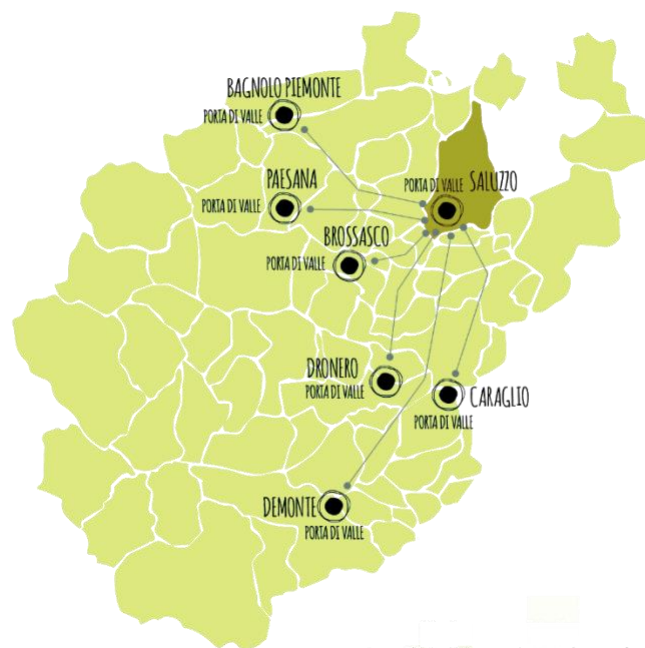 BAGNOLO PIEMONTE
PORTA DI VALLE
PAESANA
PORTA DI VALLE
PORTA DI VALLE SALUZZO
BROSSASCO
PORTA DI VALLE
DRONERO
PORTA DI VALLE
CARAGLIO
PORTA DI VALLE
DEMONTE
PORTA DI VALLE